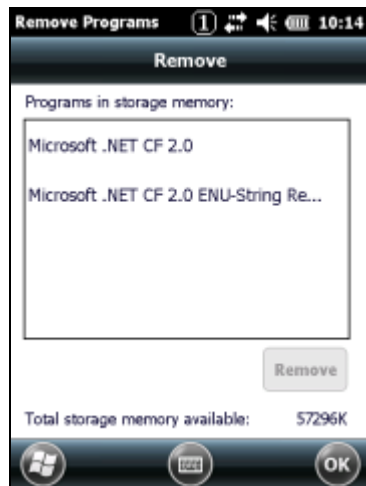 Remove Programs 1 10:14
Remove
Programs in storage memory:
Microsoft .NET CF 2.0
Microsoft .NET CF 2.0 ENU-String Re...
Remove
Total storage memory available: 57296K
OK